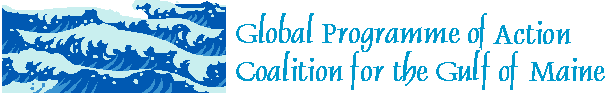 Global Programme of Action
Coalition for the Gulf of Maine